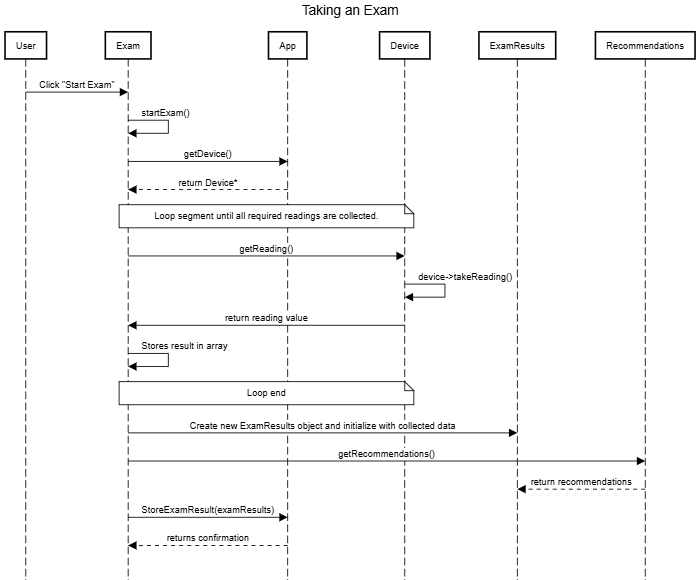 Taking an Exam
User
Exam
App
Device
ExamResults
Recommendations
Click "Start Exam"
startExam()
getDevice()
return Device*
Loop segment until all required readings are collected.
getReading()
device->takeReading()
return reading value
Stores result in array
Loop end
Create new ExamResults object and initialize with collected data
getRecommendations()
return recommendations
StoreExamResult(examResults)
returns confirmation